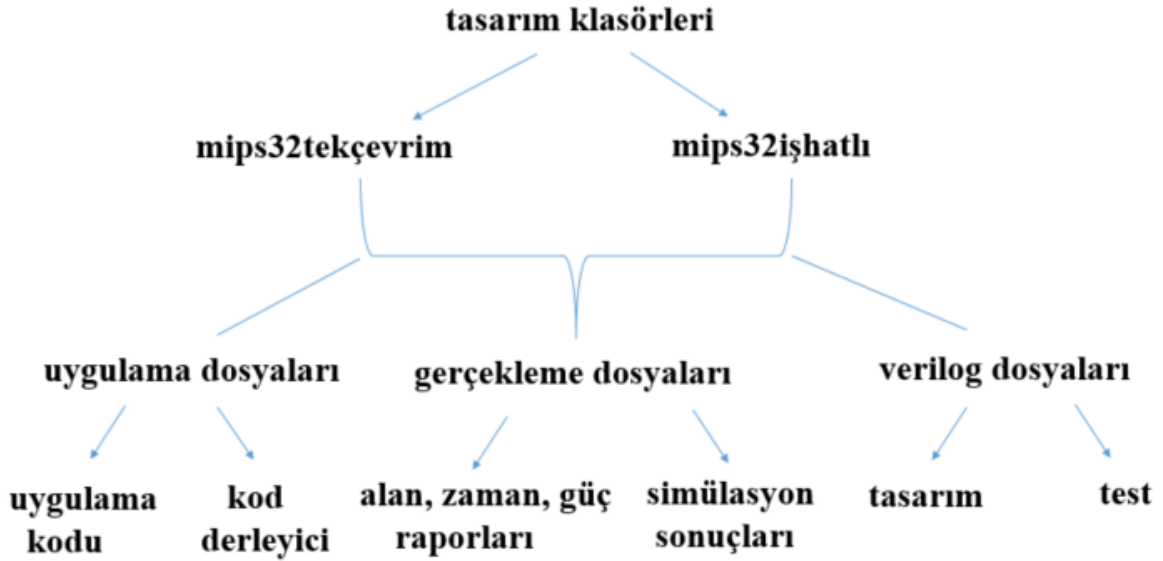 tasarım klasörleri
mips32tekçevrim
mips32işhatlı
uygulama dosyaları
gerçekleme dosyaları
verilog dosyaları
uygulama
kodu
kod
derleyici
alan, zaman, güç
raporları
simülasyon
sonuçları
tasarım
test